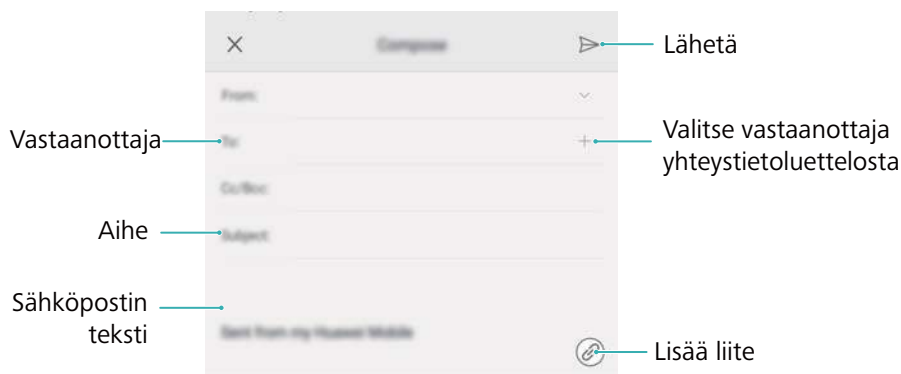 Compose
Lähetä
From:
Vastaanottaja
To:
Valitse vastaanottaja
yhteystietoluettelosta
Cc/Bcc:
Aihe
Subject:
Sähköpostin
teksti
Sent from my Huawei Mobile
Lisää liite